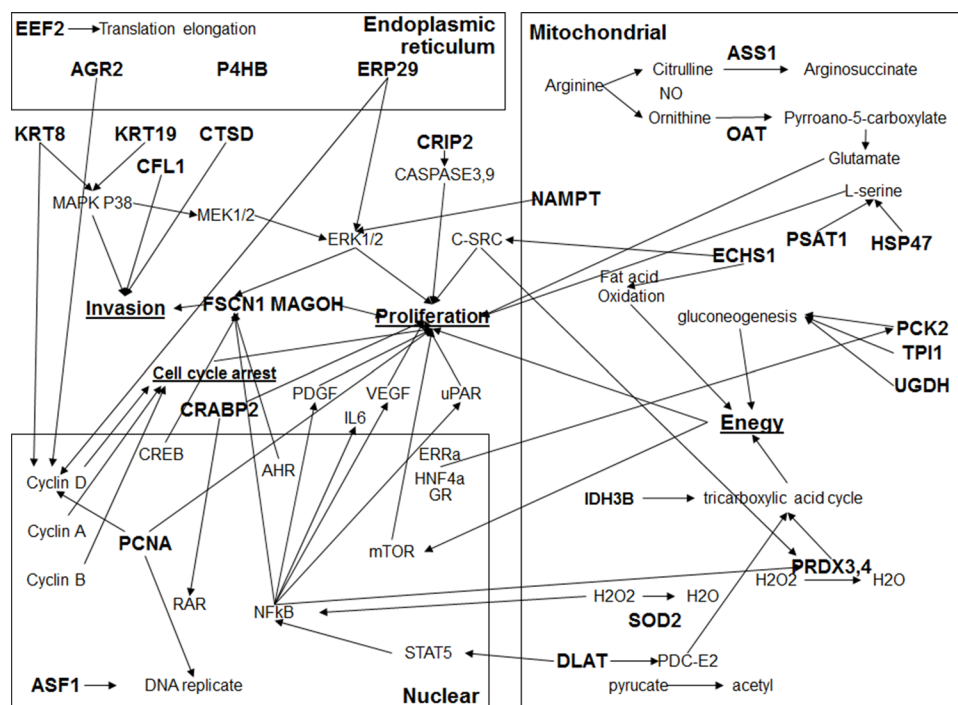 Endoplasmic
reticulum
EEF2
Translation elongation
AGR2
P4HB
ERP29
KRT8
KRT19
CTSD
CFL1
CRIP2
CASPASE3,9
MAPK P38
MEK1/2
ERK1/2
C-SRC
NAMPT
Invasion
FSCN1 MAGOH
Proliferation
Cell cycle arrest
CRABP2
PDGF
VEGF
uPAR
IL6
CREB
AHR
ERRa
HNF4a
GR
Cyclin D
Cyclin A
Cyclin B
PCNA
mTOR
RAR
NFkB
STAT5
ASF1
DNA replicate
Nuclear
Mitochondrial
ASS1
Arginine
Citrulline
Arginosuccinate
NO
Ornithine
Pyrroano-5-carboxylate
OAT
Glutamate
L-serine
PSAT1
HSP47
ECHS1
Fat acid
Oxidation
gluconeogenesis
PCK2
TPI1
UGDH
Enegy
IDH3B
tricarboxylic acid cycle
PRDX3,4
H2O2
H2O
H2O2
H2O
SOD2
DLAT
PDC-E2
pyrucate
acetyl